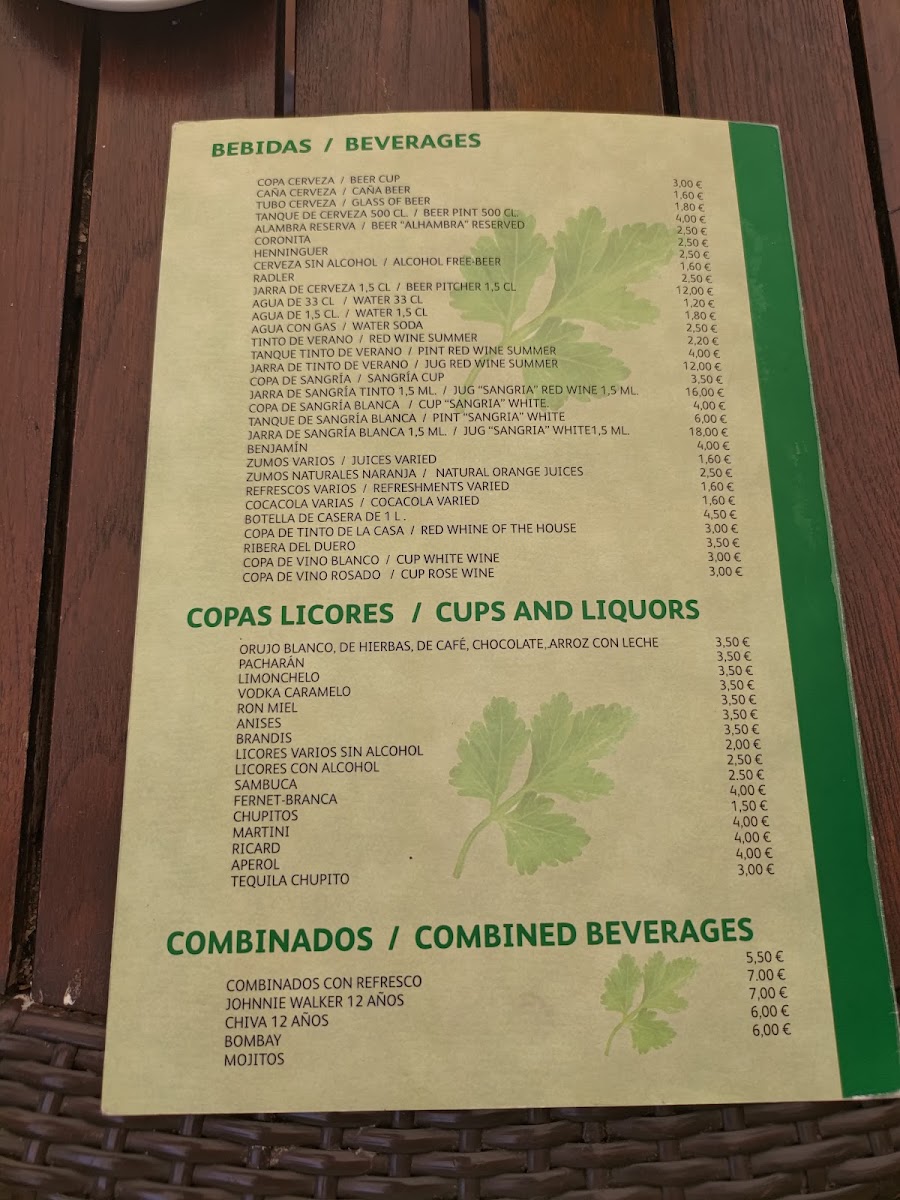 BEBIDAS / BEVERAGES
COPA CERVEZA / BEER CUP 3,00 €
CAÑA CERVEZA / CAÑA BEER 1,60 €
TUBO CERVEZA / GLASS OF BEER 1,80 €
TANQUE DE CERVEZA 500 CL. / BEER PINT 500 CL. 4,00 €
ALAMBRA RESERVA / BEER "ALHAMBRA" RESERVED 2,50 €
CORONITA 2,50 €
HENNINGUER 2,50 €
CERVEZA SIN ALCOHOL / ALCOHOL FREE-BEER 1,60 €
RADLER 2,50 €
JARRA DE CERVEZA 1,5 CL / BEER PITCHER 1,5 CL 12,00 €
AGUA DE 33 CL / WATER 33 CL 1,20 €
AGUA DE 1,5 CL. / WATER 1,5 CL 1,80 €
AGUA CON GAS / WATER SODA 2,50 €
TINTO DE VERANO / RED WINE SUMMER 2,20 €
TANQUE TINTO DE VERANO / PINT RED WINE SUMMER 4,00 €
JARRA DE TINTO DE VERANO / JUG RED WINE SUMMER 12,00 €
COPA DE SANGRÍA / SANGRÍA CUP 3,50 €
JARRA DE SANGRÍA TINTO 1,5 ML. / JUG "SANGRIA" RED WINE 1,5 ML. 16,00 €
COPA DE SANGRÍA BLANCA / CUP "SANGRIA" WHITE. 4,00 €
TANQUE DE SANGRÍA BLANCA / PINT "SANGRIA" WHITE 6,00 €
JARRA DE SANGRÍA BLANCA 1,5 ML. / JUG "SANGRIA" WHITE1,5 ML. 18,00 €
BENJAMÍN 4,00 €
ZUMOS VARIOS / JUICES VARIED 1,60 €
ZUMOS NATURALES NARANJA / NATURAL ORANGE JUICES 2,50 €
REFRESCOS VARIOS / REFRESHMENTS VARIED 1,60 €
COCACOLA VARIAS / COCACOLA VARIED 1,60 €
BOTELLA DE CASERA DE 1 L . 4,50 €
COPA DE TINTO DE LA CASA / RED WHINE OF THE HOUSE 3,00 €
RIBERA DEL DUERO 3,50 €
COPA DE VINO BLANCO / CUP WHITE WINE 3,00 €
COPA DE VINO ROSADO / CUP ROSE WINE 3,00 €
COPAS LICORES / CUPS AND LIQUORS
ORUJO BLANCO, DE HIERBAS, DE CAFÉ, CHOCOLATE, ARROZ CON LECHE 3,50 €
PACHARÁN 3,50 €
LIMONCHELO 3,50 €
VODKA CARAMELO 3,50 €
RON MIEL 3,50 €
ANISES 3,50 €
BRANDIS 3,50 €
LICORES VARIOS SIN ALCOHOL 2,00 €
LICORES CON ALCOHOL 2,50 €
SAMBUCA 2.50 €
FERNET-BRANCA 4,00 €
CHUPITOS 1,50 €
MARTINI 4,00 €
RICARD 4,00 €
APEROL 4,00 €
TEQUILA CHUPITO 3,00 €
COMBINADOS / COMBINED BEVERAGES
COMBINADOS CON REFRESCO 5,50 €
JOHNNIE WALKER 12 AÑOS 7.00 €
CHIVA 12 AÑOS 7,00 €
BOMBAY 6,00 €
MOJITOS 6,00 €